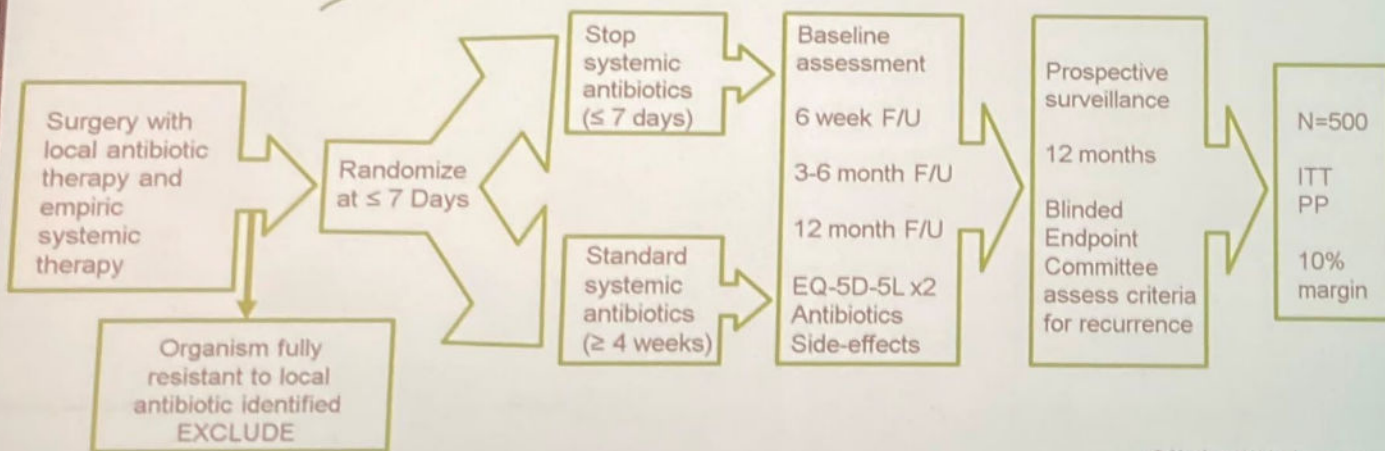 Surgery with
local antibiotic
therapy and
empiric
systemic
therapy
Organism fully
resistant to local
antibiotic identified
EXCLUDE
Randomize
at ≤ 7 Days
Stop
systemic
antibiotics
(≤ 7 days)
Standard
systemic
antibiotics
(≥ 4 weeks)
Baseline
assessment
6 week F/U
3-6 month F/U
12 month F/U
EQ-5D-5L x2
Antibiotics
Side-effects
Prospective
surveillance
12 months
Blinded
Endpoint
Committee
assess criteria
for recurrence
N=500
ITT
PP
10%
margin